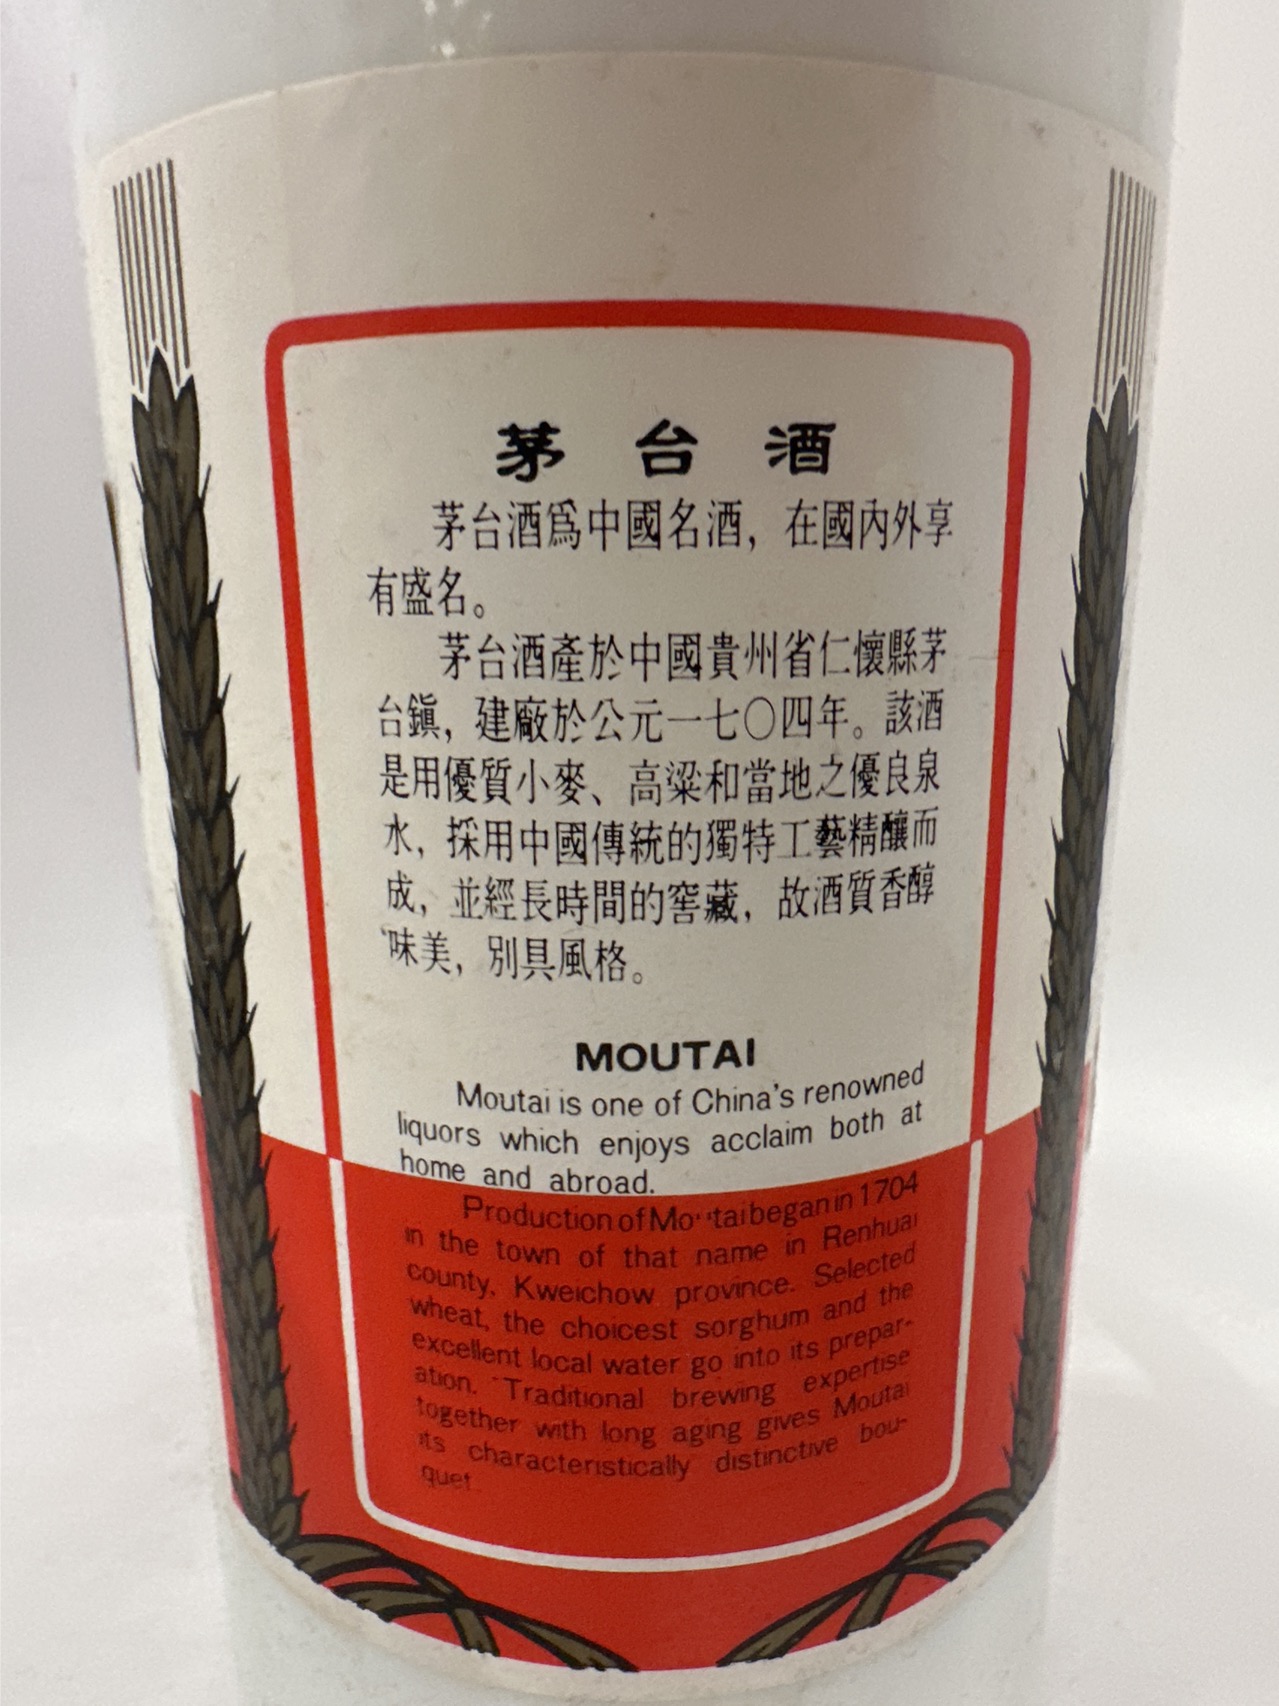 茅台酒
茅台酒爲中國名酒，在國內外享
有盛名。
茅台酒產於中國貴州省仁懷縣茅
台鎭，建廠於公元一七〇四年。該酒
是用優質小麥、高粱和當地之優良泉
水，採用中國傳統的獨特工藝精釀而
成，並經長時間的窖藏，故酒質香醇
味美，別具風格。
MOUTAI
Moutai is one of China's renowned
liquors which enjoys acclaim both at
home and abroad.
Production of Moutai began in 1704
in the town of that name in Renhuai
county, Kweichow province. Selected
wheat, the choicest sorghum and the
excellent local water go into its prepar-
ation. Traditional brewing expertise
together with long aging gives Moutai
its characteristically distinctive bou-
quet